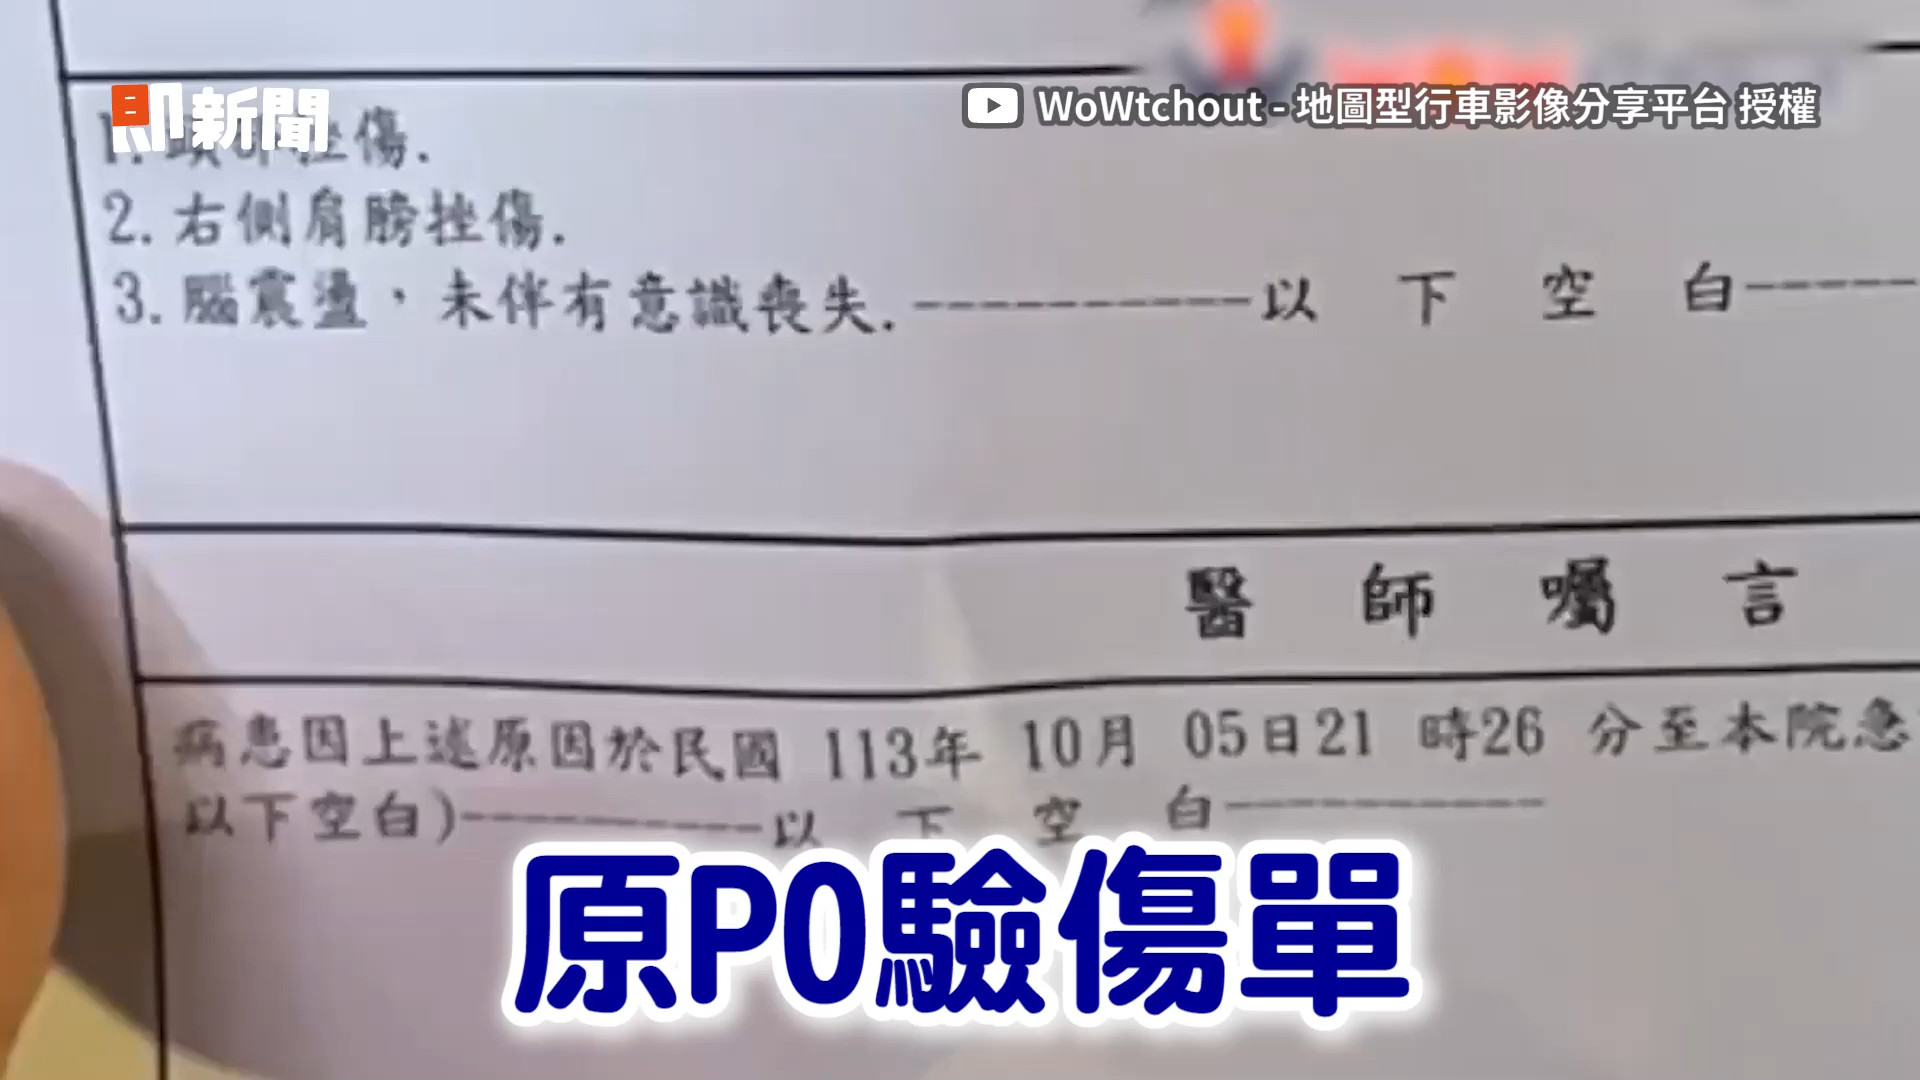 即新聞
WoWtchout - 地圖型行車影像分享平台 授權
挫傷.
2. 右側肩膀挫傷.
3. 腦震盪，未伴有意識喪失. ----------以 下 空 白-----
醫 師 囑 言
病患因上述原因於民國 113年 10月 05日21 時26 分至本院急
以下空白)---------以 下 空 白----------
原PO驗傷單